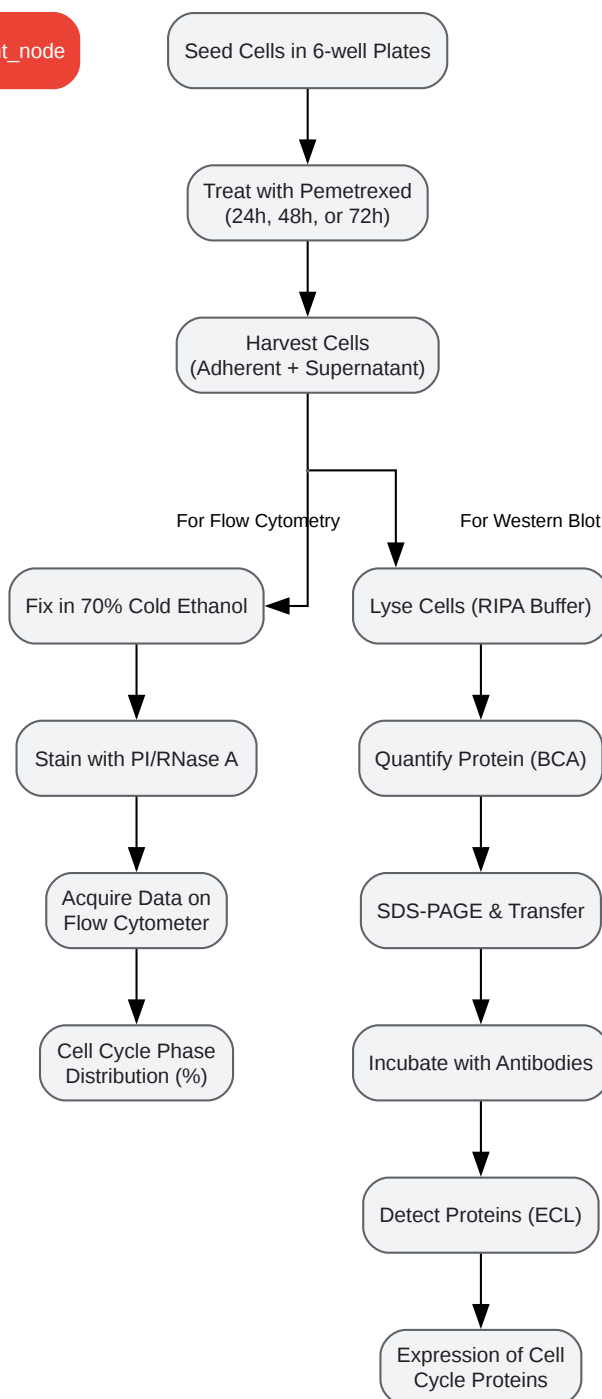 t_node
Seed Cells in 6-well Plates
Treat with Pemetrexed
(24h, 48h, or 72h)
Harvest Cells
(Adherent + Supernatant)
For Flow Cytometry
For Western Blot
Fix in 70% Cold Ethanol
Lyse Cells (RIPA Buffer)
Stain with PI/RNase A
Quantify Protein (BCA)
Acquire Data on
Flow Cytometer
SDS-PAGE & Transfer
Cell Cycle Phase
Distribution (%)
Incubate with Antibodies
Detect Proteins (ECL)
Expression of Cell
Cycle Proteins